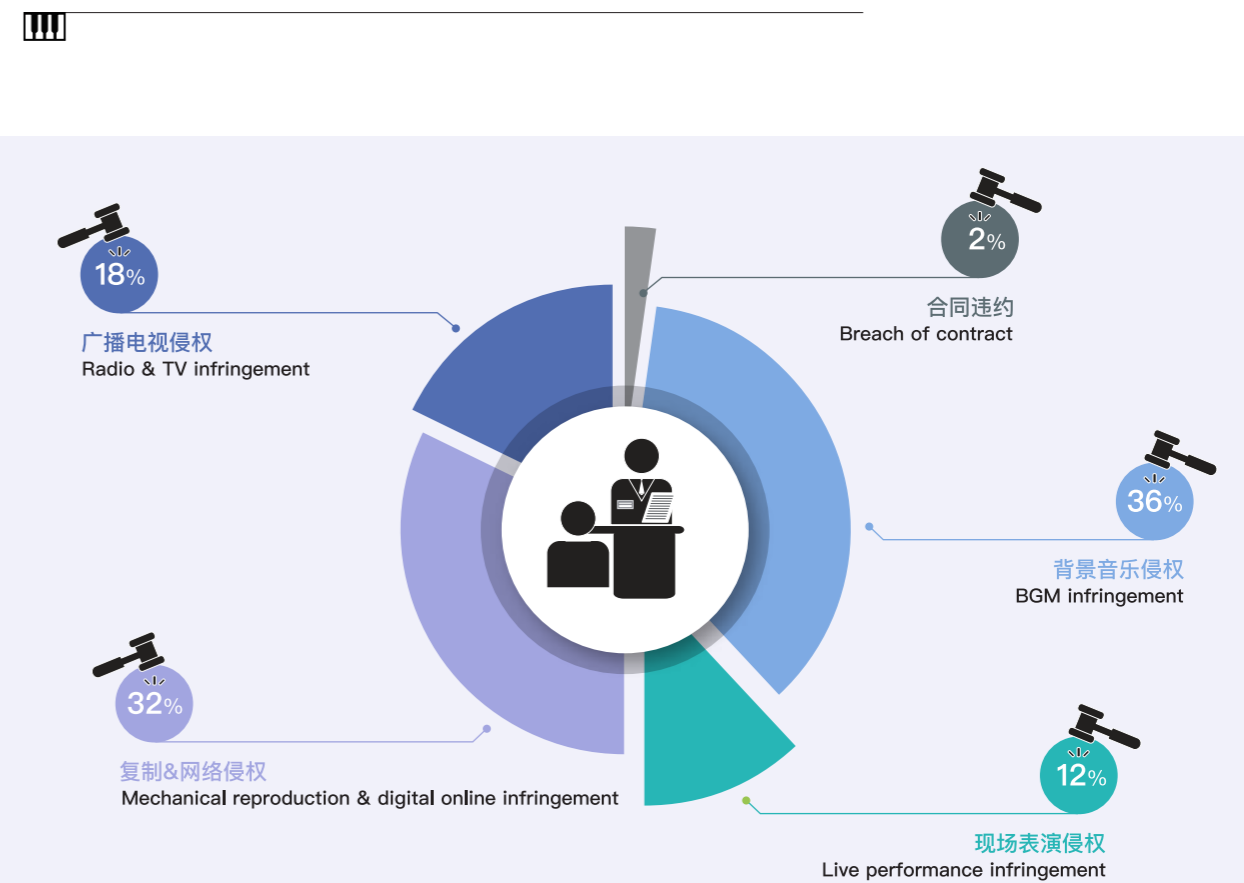 18%
广播电视侵权
Radio & TV infringement
2%
合同违约
Breach of contract
36%
背景音乐侵权
BGM infringement
32%
复制&网络侵权
Mechanical reproduction & digital online infringement
12%
现场表演侵权
Live performance infringement